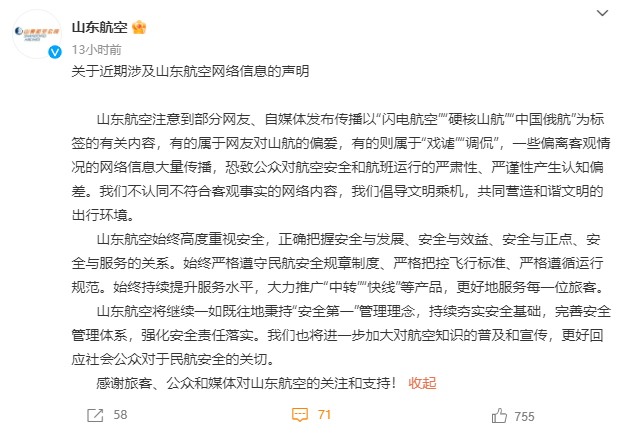 山东航空
13小时前
关于近期涉及山东航空网络信息的声明
山东航空注意到部分网友、自媒体发布传播以“闪电航空”“硬核山航”“中国俄航”为标
签的有关内容，有的属于网友对山航的偏爱，有的则属于“戏谑”“调侃”，一些偏离客观情
况的网络信息大量传播，恐致公众对航空安全和航班运行的严肃性、严谨性产生认知偏
差。我们不认同不符合客观事实的网络内容，我们倡导文明乘机，共同营造和谐文明的
出行环境。
山东航空始终高度重视安全，正确把握安全与发展、安全与效益、安全与正点、安
全与服务的关系。始终严格遵守民航安全规章制度、严格把控飞行标准、严格遵循运行
规范。始终持续提升服务水平，大力推广“中转”“快线”等产品，更好地服务每一位旅客。
山东航空将继续一如既往地秉持“安全第一”管理理念，持续夯实安全基础，完善安全
管理体系，强化安全责任落实。我们也将进一步加大对航空知识的普及和宣传，更好回
应社会公众对于民航安全的关切。
感谢旅客、公众和媒体对山东航空的关注和支持！ 收起
58 71 755